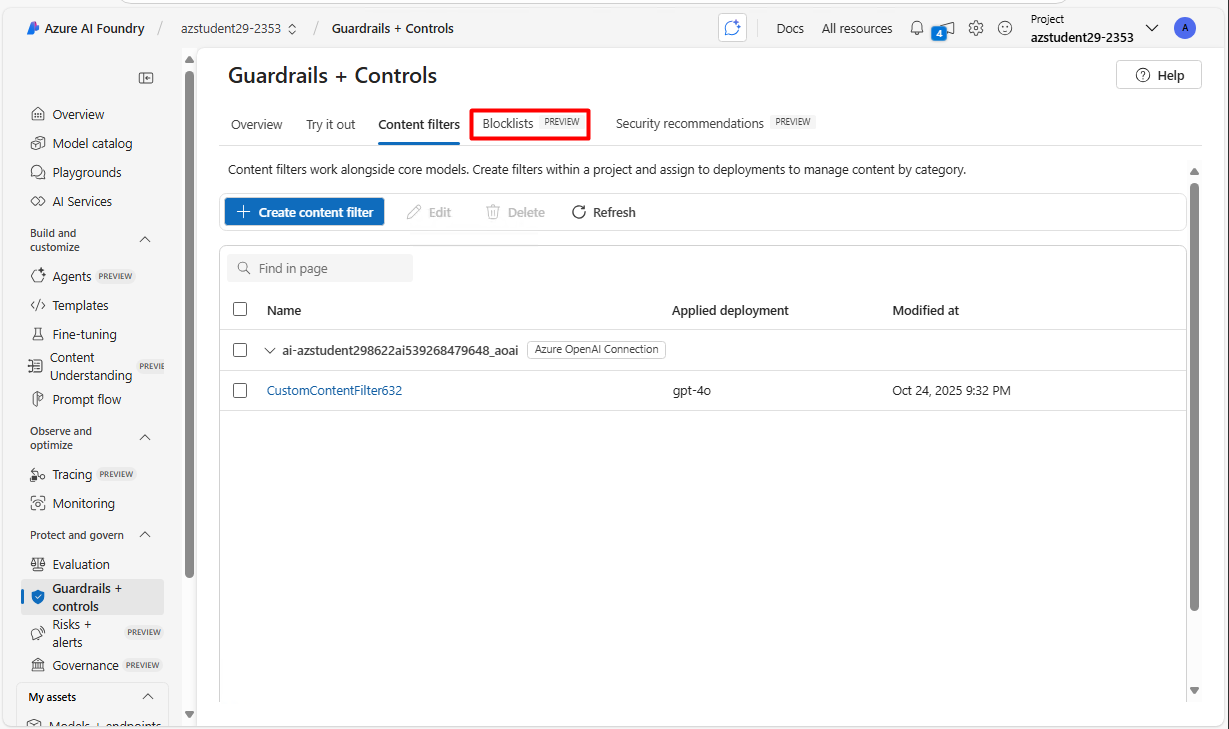 Azure AI Foundry / azstudent29-2353 / Guardrails + Controls
Docs All resources 4 Project azstudent29-2353 A
Overview
Model catalog
Playgrounds
AI Services
Build and
customize
Agents PREVIEW
Templates
Fine-tuning
Content
Understanding PREVIE
Prompt flow
Observe and
optimize
Tracing PREVIEW
Monitoring
Protect and govern
Evaluation
Guardrails +
controls
Risks +
alerts PREVIEW
Governance PREVIEW
My assets
Models + endpoints
Guardrails + Controls
Help
Overview Try it out Content filters Blocklists PREVIEW Security recommendations PREVIEW
Content filters work alongside core models. Create filters within a project and assign to deployments to manage content by category.
Create content filter Edit Delete Refresh
Find in page
Name Applied deployment Modified at
ai-azstudent298622ai539268479648_aoai Azure OpenAI Connection
CustomContentFilter632 gpt-4o Oct 24, 2025 9:32 PM